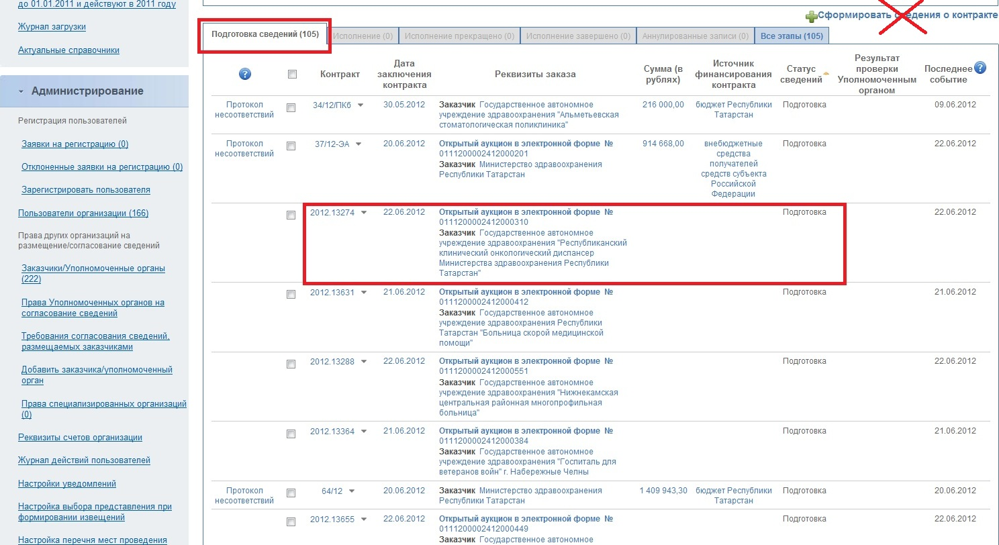 до 01.01.2011 и действуют в 2011 году
Журнал загрузки
Актуальные справочники
Администрирование
Регистрация пользователей
Заявки на регистрацию (0)
Отклоненные заявки на регистрацию (0)
Зарегистрировать пользователя
Пользователи организации (166)
Права других организаций на
размещение/согласование сведений
Заказчики/Уполномоченные органы
(222)
Права Уполномоченных органов на
согласование сведений
Требования согласования сведений,
размещаемых заказчиками
Добавить заказчика/уполномоченный
орган
Права специализированных организаций
(0)
Реквизиты счетов организации
Журнал действий пользователей
Настройки уведомлений
Настройка выбора представления при
формировании извещений
Настройка перечня мест проведения
Сформировать сведения о контракте
Подготовка сведений (105)
Исполнение (0)
Исполнение прекращено (0)
Исполнение завершено (0)
Аннулированные записи (0)
Все этапы (105)
?
Контракт
Дата
заключения
контракта
Реквизиты заказа
Сумма (в
рублях)
Источник
финансирования
контракта
Статус
сведений
Результат
проверки
Уполномоченным
органом
Последнее
событие
?
Протокол
несоответствий
34/12/ПКб
30.05.2012
Заказчик Государственное автономное
учреждение здравоохранения "Альметьевская
стоматологическая поликлиника"
216 000,00
бюджет Республики
Татарстан
Подготовка
09.06.2012
Протокол
несоответствий
37/12-ЭА
20.06.2012
Открытый аукцион в электронной форме №
0111200002412000201
Заказчик Министерство здравоохранения
Республики Татарстан
914 668,00
внебюджетные
средства
получателей
средств субъекта
Российской
Федерации
Подготовка
22.06.2012
2012.13274
22.06.2012
Открытый аукцион в электронной форме №
0111200002412000310
Заказчик Государственное автономное
учреждение здравоохранения "Республиканский
клинический онкологический диспансер
Министерства здравоохранения Республики
Татарстан"
Подготовка
22.06.2012
2012.13631
21.06.2012
Открытый аукцион в электронной форме №
0111200002412000412
Заказчик Государственное автономное
учреждение здравоохранения Республики
Татарстан "Больница скорой медицинской
помощи"
Подготовка
21.06.2012
2012.13288
22.06.2012
Открытый аукцион в электронной форме №
0111200002412000551
Заказчик Государственное автономное
учреждение здравоохранения "Нижнекамская
центральная районная многопрофильная
больница"
Подготовка
22.06.2012
2012.13364
21.06.2012
Открытый аукцион в электронной форме №
0111200002412000384
Заказчик Государственное автономное
учреждение здравоохранения "Госпиталь для
ветеранов войн" г. Набережные Челны
Подготовка
21.06.2012
Протокол
несоответствий
64/12
20.06.2012
Заказчик Министерство здравоохранения
Республики Татарстан
1 409 943,30
бюджет Республики
Татарстан
Подготовка
20.06.2012
2012.13655
22.06.2012
Открытый аукцион в электронной форме №
0111200002412000449
Заказчик Государственное автономное
Подготовка
22.06.2012